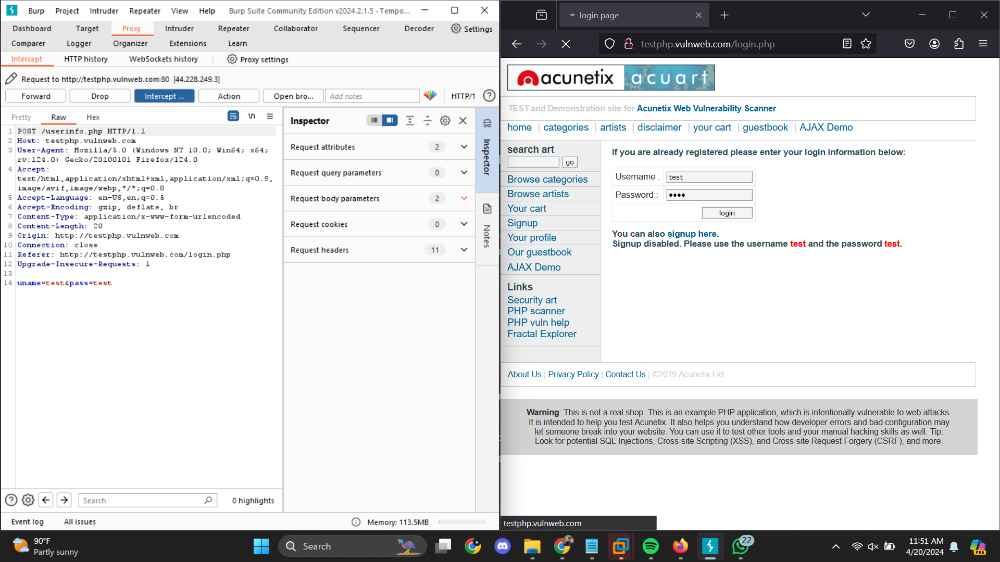 Burp Project Intruder Repeater View Help Burp Suite Community Edition v2024.2.1.5 - Tempo...
Dashboard Target Proxy Intruder Repeater Collaborator Sequencer Decoder Settings
Comparer Logger Organizer Extensions Learn
Intercept HTTP history WebSockets history Proxy settings
Request to http://testphp.vulnweb.com:80 [44.228.249.3]
Forward Drop Intercept ... Action Open bro... Add notes HTTP/1 ?
Pretty Raw Hex \n
1 POST /userinfo.php HTTP/1.1
2 Host: testphp.vulnweb.com
3 User-Agent: Mozilla/5.0 (Windows NT 10.0; Win64; x64;
rv:124.0) Gecko/20100101 Firefox/124.0
4 Accept:
text/html,application/xhtml+xml,application/xml;q=0.9,
image/avif,image/webp,*/*;q=0.8
5 Accept-Language: en-US,en;q=0.5
6 Accept-Encoding: gzip, deflate, br
7 Content-Type: application/x-www-form-urlencoded
8 Content-Length: 20
9 Origin: http://testphp.vulnweb.com
10 Connection: close
11 Referer: http://testphp.vulnweb.com/login.php
12 Upgrade-Insecure-Requests: 1
13
14 uname=test&pass=test
Inspector
Request attributes 2
Request query parameters 0
Request body parameters 2
Request cookies 0
Request headers 11
Inspector
Notes
? Search 0 highlights
Event log All issues Memory: 113.5MB
login page
testphp.vulnweb.com/login.php
acunetix acuart
TEST and Demonstration site for Acunetix Web Vulnerability Scanner
home | categories | artists | disclaimer | your cart | guestbook | AJAX Demo
search art
go
Browse categories
Browse artists
Your cart
Signup
Your profile
Our guestbook
AJAX Demo
Links
Security art
PHP scanner
PHP vuln help
Fractal Explorer
If you are already registered please enter your login information below:
Username : test
Password : ••••
login
You can also signup here.
Signup disabled. Please use the username test and the password test.
About Us | Privacy Policy | Contact Us | ©2019 Acunetix Ltd
Warning: This is not a real shop. This is an example PHP application, which is intentionally vulnerable to web attacks.
It is intended to help you test Acunetix. It also helps you understand how developer errors and bad configuration may
let someone break into your website. You can use it to test other tools and your manual hacking skills as well. Tip:
Look for potential SQL Injections, Cross-site Scripting (XSS), and Cross-site Request Forgery (CSRF), and more.
testphp.vulnweb.com
90°F
Partly sunny
Search
22
11:51 AM
4/20/2024
PRE